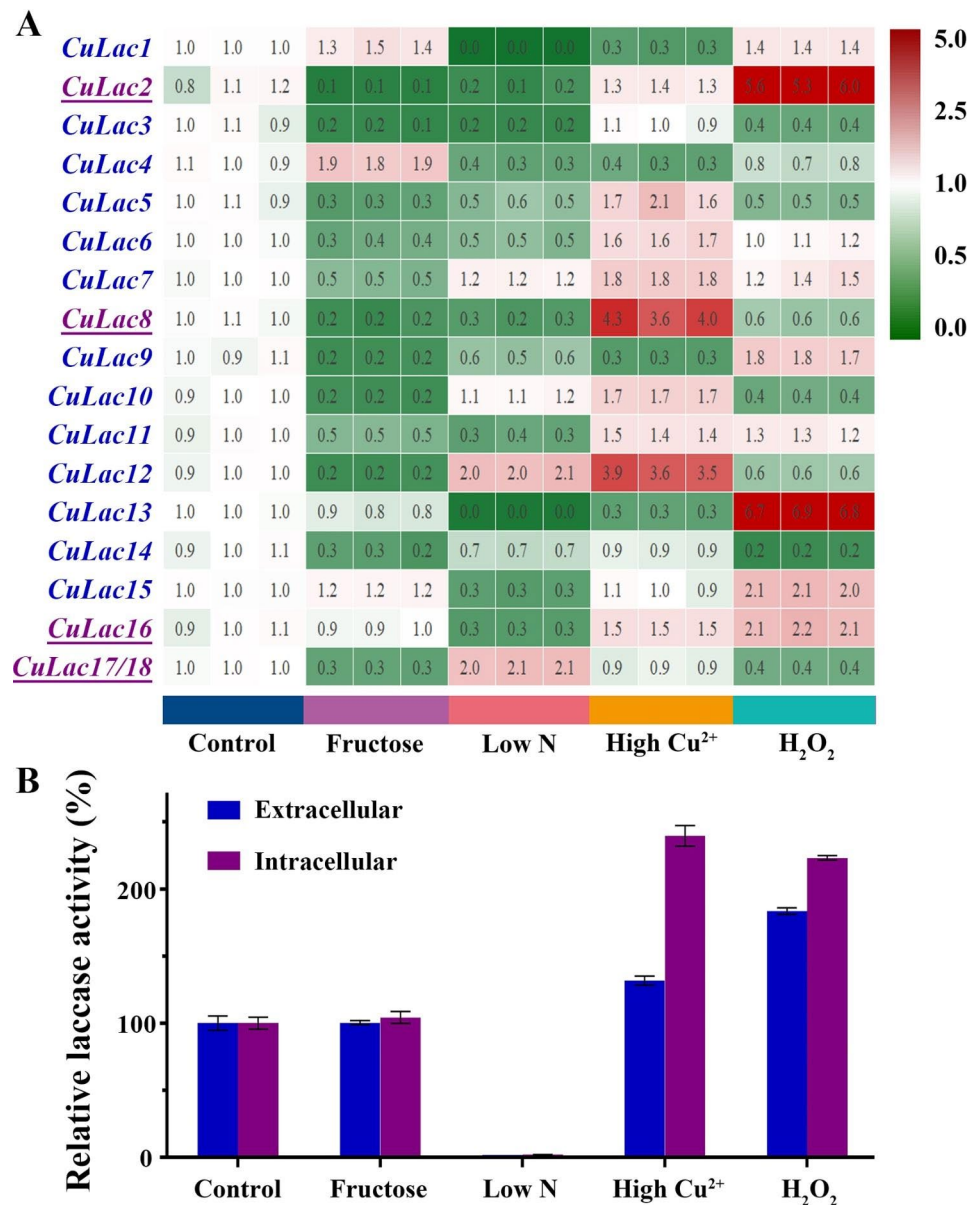 A
CuLac1 1.0 1.0 1.0 1.3 1.5 1.4 0.0 0.0 0.0 0.3 0.3 0.3 1.4 1.4 1.4
CuLac2 0.8 1.1 1.2 0.1 0.1 0.1 0.2 0.1 0.2 1.3 1.4 1.3 5.6 5.3 6.0
CuLac3 1.0 1.1 0.9 0.2 0.2 0.1 0.2 0.2 0.2 1.1 1.0 0.9 0.4 0.4 0.4
CuLac4 1.1 1.0 0.9 1.9 1.8 1.9 0.4 0.3 0.3 0.4 0.3 0.3 0.8 0.7 0.8
CuLac5 1.0 1.1 0.9 0.3 0.3 0.3 0.5 0.6 0.5 1.7 2.1 1.6 0.5 0.5 0.5
CuLac6 1.0 1.0 1.0 0.3 0.4 0.4 0.5 0.5 0.5 1.6 1.6 1.7 1.0 1.1 1.2
CuLac7 1.0 1.0 1.0 0.5 0.5 0.5 1.2 1.2 1.2 1.8 1.8 1.8 1.2 1.4 1.5
CuLac8 1.0 1.1 1.0 0.2 0.2 0.2 0.3 0.2 0.3 4.3 3.6 4.0 0.6 0.6 0.6
CuLac9 1.0 0.9 1.1 0.2 0.2 0.2 0.6 0.5 0.6 0.3 0.3 0.3 1.8 1.8 1.7
CuLac10 0.9 1.0 1.0 0.2 0.2 0.2 1.1 1.1 1.2 1.7 1.7 1.7 0.4 0.4 0.4
CuLac11 0.9 1.0 1.0 0.5 0.5 0.5 0.3 0.4 0.3 1.5 1.4 1.4 1.3 1.3 1.2
CuLac12 0.9 1.0 1.0 0.2 0.2 0.2 2.0 2.0 2.1 3.9 3.6 3.5 0.6 0.6 0.6
CuLac13 1.0 1.0 1.0 0.9 0.8 0.8 0.0 0.0 0.0 0.3 0.3 0.3 6.7 6.9 6.8
CuLac14 0.9 1.0 1.1 0.3 0.3 0.2 0.7 0.7 0.7 0.9 0.9 0.9 0.2 0.2 0.2
CuLac15 1.0 1.0 1.0 1.2 1.2 1.2 0.3 0.3 0.3 1.1 1.0 0.9 2.1 2.1 2.0
CuLac16 0.9 1.0 1.1 0.9 0.9 1.0 0.3 0.3 0.3 1.5 1.5 1.5 2.1 2.2 2.1
CuLac17/18 1.0 1.0 1.0 0.3 0.3 0.3 2.0 2.1 2.1 0.9 0.9 0.9 0.4 0.4 0.4
Control Fructose Low N High Cu²⁺ H₂O₂
5.0
2.5
1.0
0.5
0.0
B
Relative laccase activity (%)
Extracellular
Intracellular
200
100
0
Control Fructose Low N High Cu²⁺ H₂O₂